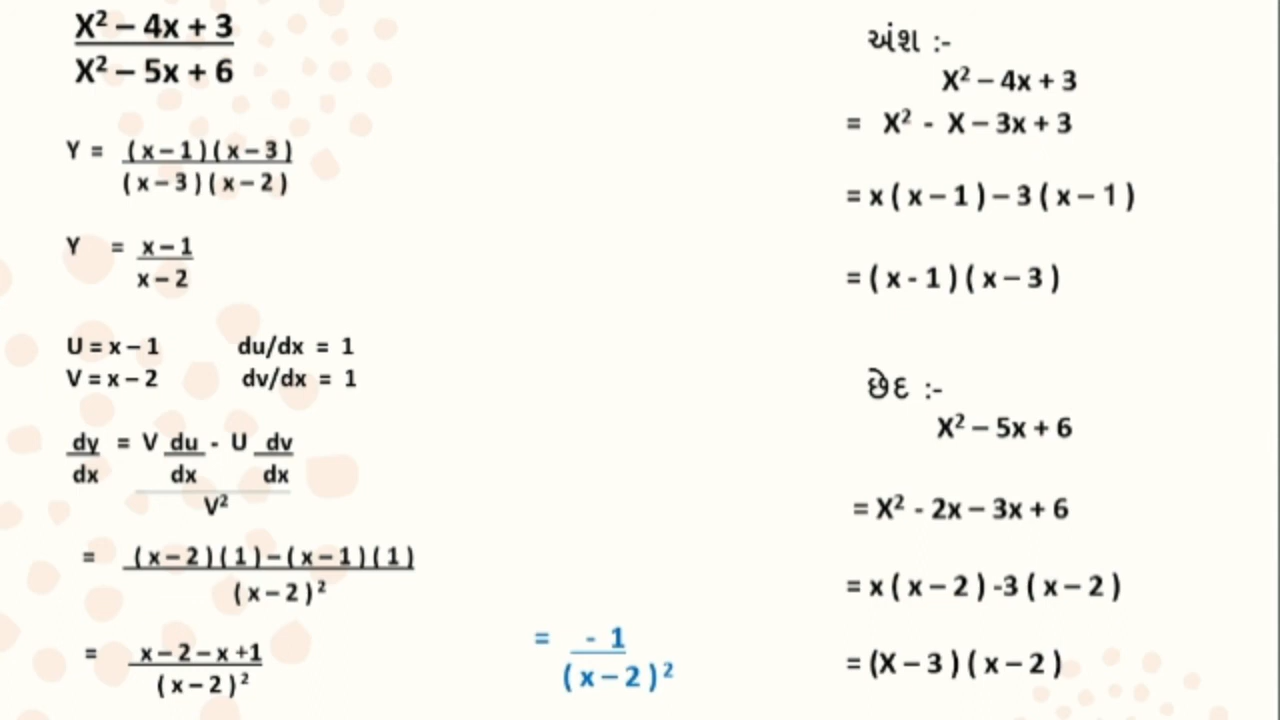 X² – 4x + 3
X² – 5x + 6
Y = ( x – 1 ) ( x – 3 )
( x – 3 ) ( x – 2 )
Y = x – 1
x – 2
U = x – 1 du/dx = 1
V = x – 2 dv/dx = 1
dy = V du - U dv
dx dx dx
V²
= ( x – 2 ) ( 1 ) – ( x – 1 ) ( 1 )
( x – 2 ) ²
= x – 2 – x +1
( x – 2 ) ²
= - 1
( x – 2 ) ²
અંશ :-
X² – 4x + 3
= X² - X – 3x + 3
= x ( x – 1 ) – 3 ( x – 1 )
= ( x - 1 ) ( x – 3 )
છેદ :-
X² – 5x + 6
= X² - 2x – 3x + 6
= x ( x – 2 ) -3 ( x – 2 )
= (X – 3 ) ( x – 2 )